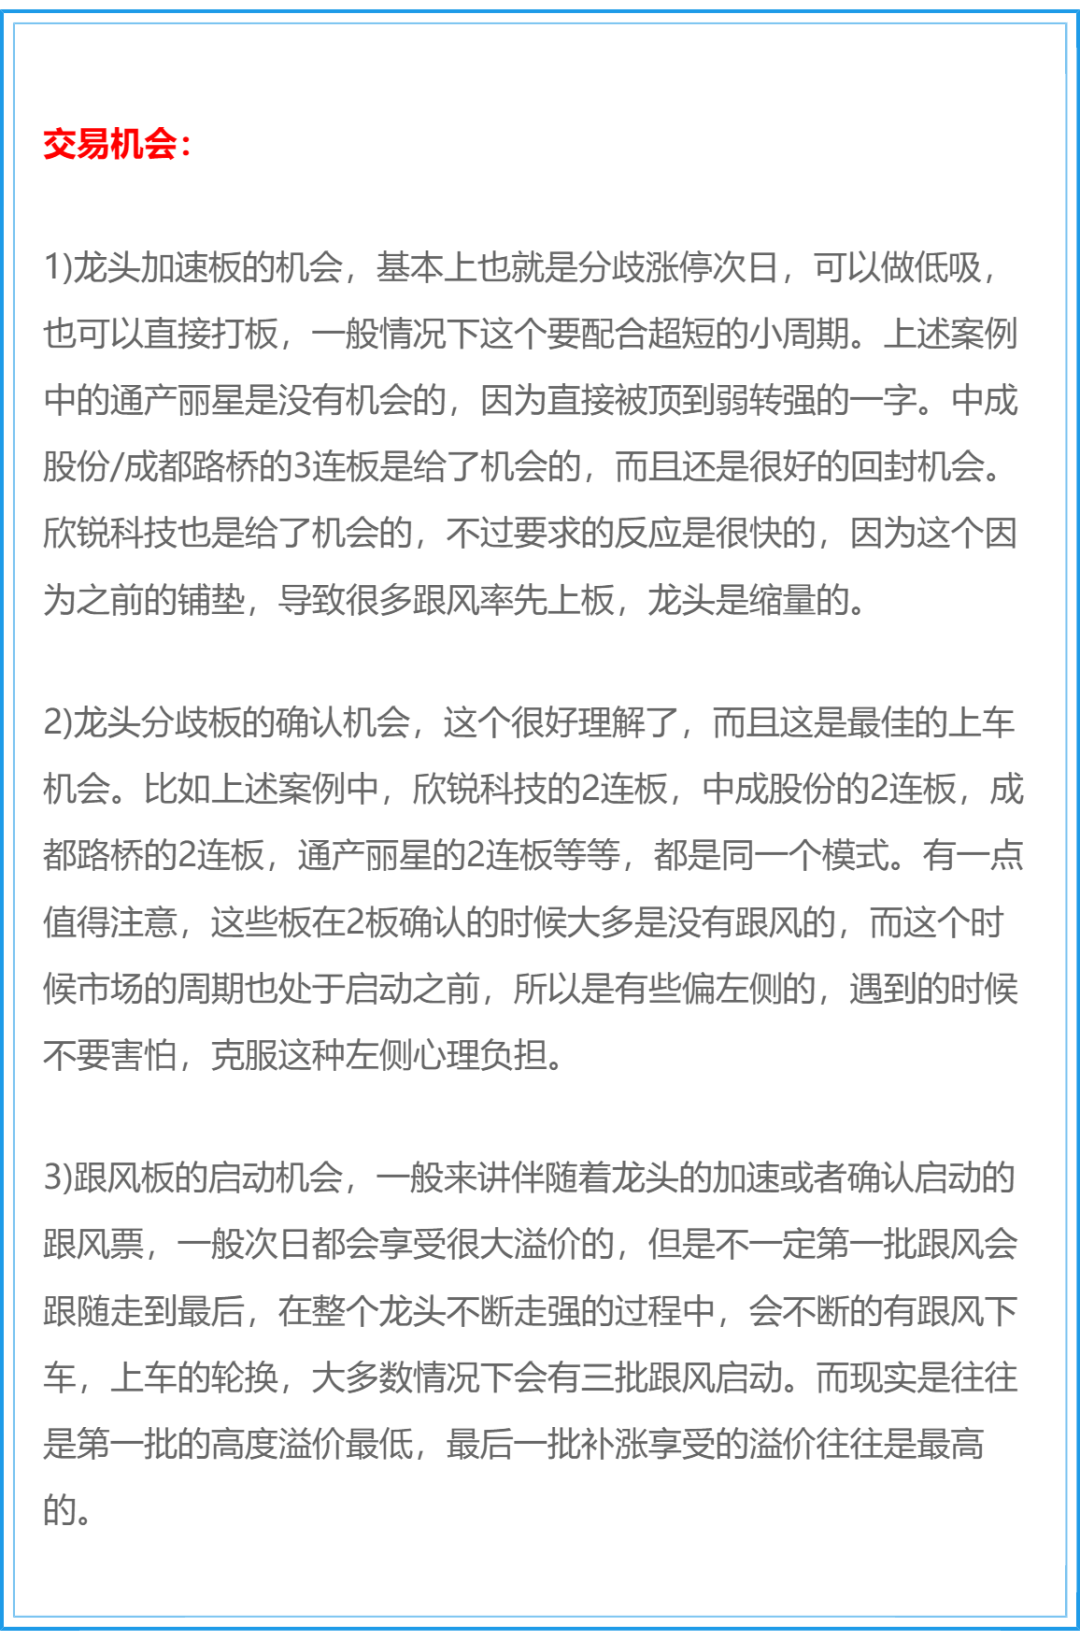 交易机会：
1)龙头加速板的机会，基本上也就是分歧涨停次日，可以做低吸，
也可以直接打板，一般情况下这个要配合超短的小周期。上述案例
中的通产丽星是没有机会的，因为直接被顶到弱转强的一字。中成
股份/成都路桥的3连板是给了机会的，而且还是很好的回封机会。
欣锐科技也是给了机会的，不过要求的反应是很快的，因为这个因
为之前的铺垫，导致很多跟风率先上板，龙头是缩量的。
2)龙头分歧板的确认机会，这个很好理解了，而且这是最佳的上车
机会。比如上述案例中，欣锐科技的2连板，中成股份的2连板，成
都路桥的2连板，通产丽星的2连板等等，都是同一个模式。有一点
值得注意，这些板在2板确认的时候大多是没有跟风的，而这个时
候市场的周期也处于启动之前，所以是有些偏左侧的，遇到的时候
不要害怕，克服这种左侧心理负担。
3)跟风板的启动机会，一般来讲伴随着龙头的加速或者确认启动的
跟风票，一般次日都会享受很大溢价的，但是不一定第一批跟风会
跟随走到最后，在整个龙头不断走强的过程中，会不断的有跟风下
车，上车的轮换，大多数情况下会有三批跟风启动。而现实是往往
是第一批的高度溢价最低，最后一批补涨享受的溢价往往是最高
的。